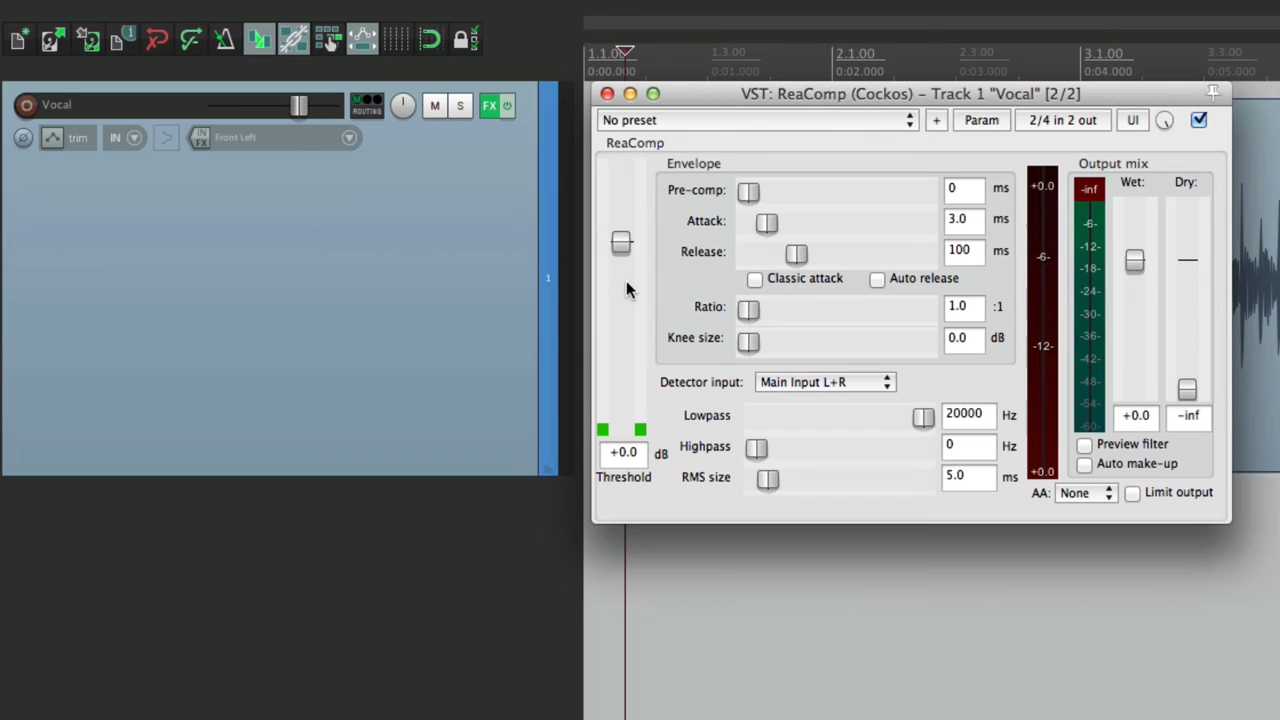 1.1.00
1.3.00
2.1.00
2.3.00
3.1.00
3.3.00
0:00.000
0:01.000
0:02.000
0:03.000
0:04.000
0:05.000
Vocal
ROUTING
M
S
FX
trim
IN
IN
FX
Front Left
1
VST: ReaComp (Cockos) - Track 1 "Vocal" [2/2]
No preset
+
Param
2/4 in 2 out
UI
ReaComp
Envelope
Pre-comp:
0
ms
Attack:
3.0
ms
Release:
100
ms
Classic attack
Auto release
Ratio:
1.0
:1
Knee size:
0.0
dB
Detector input:
Main Input L+R
Lowpass
20000
Hz
Highpass
0
Hz
RMS size
5.0
ms
+0.0
dB
Threshold
+0.0
-6-
-12-
+0.0
AA:
None
Limit output
Output mix
Wet:
Dry:
-inf
-6-
-12-
-18-
-24-
-30-
-36-
-42-
-48-
-54-
-60-
+0.0
-inf
Preview filter
Auto make-up